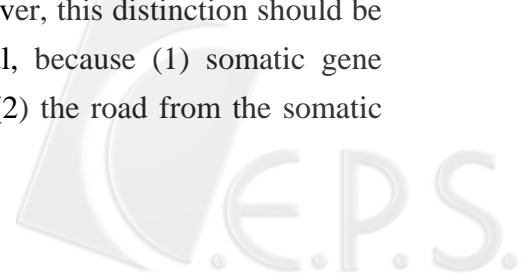 ver, this distinction should be
l, because (1) somatic gene
(2) the road from the somatic
C.E.P.S.